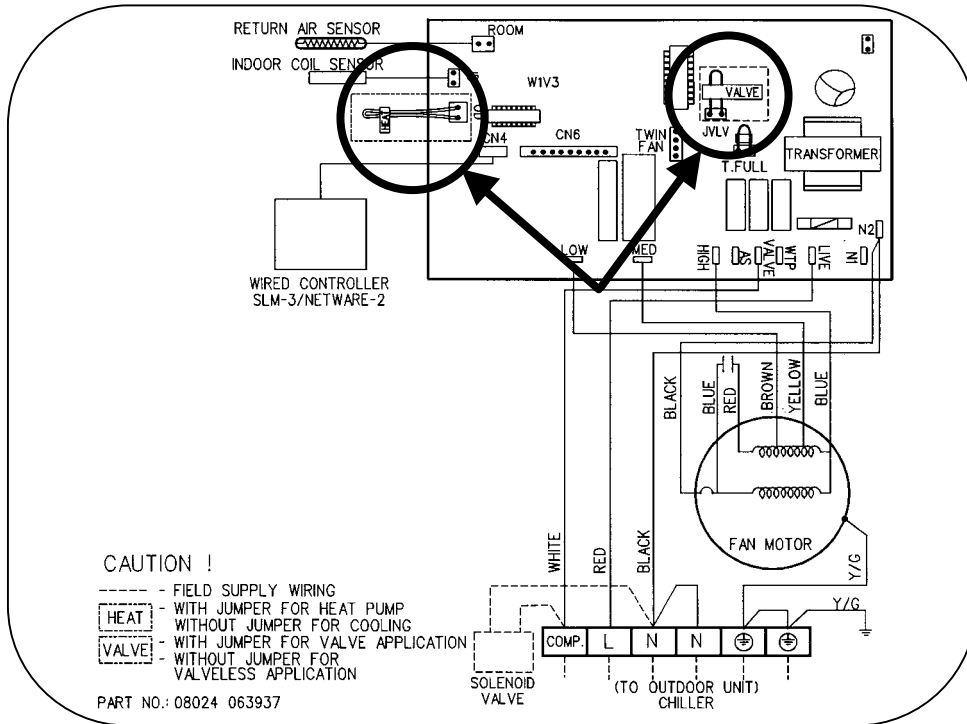 RETURN AIR SENSOR
ROOM
INDOOR COIL SENSOR
W1V3
HEAT
CN4
CN6
TWIN
FAN
VALVE
JVLV
T.FULL
TRANSFORMER
WIRED CONTROLLER
SLM-3/NETWARE-2
LOW
MED
HIGH
AS
VALVE
WTP
LIVE
N1
N2
BLACK
BLUE
RED
BROWN
YELLOW
BLUE
FAN MOTOR
WHITE
RED
BLACK
Y/G
Y/G
CAUTION !
------ - FIELD SUPPLY WIRING
HEAT - WITH JUMPER FOR HEAT PUMP
WITHOUT JUMPER FOR COOLING
VALVE - WITH JUMPER FOR VALVE APPLICATION
- WITHOUT JUMPER FOR
VALVELESS APPLICATION
PART NO.: 08024 063937
SOLENOID
VALVE
COMP. L N N
(TO OUTDOOR UNIT)
CHILLER